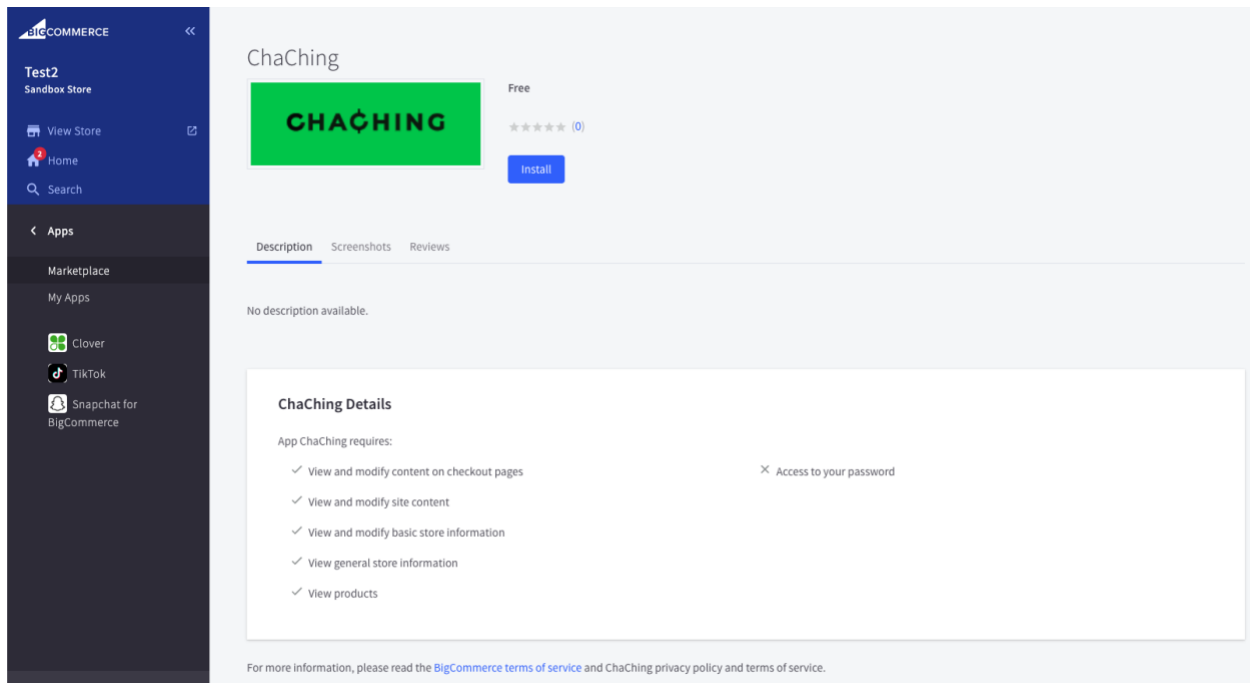 BIGCOMMERCE
Test2
Sandbox Store
View Store
2
Home
Search
Apps
Marketplace
My Apps
Clover
TikTok
Snapchat for
BigCommerce
ChaChing
CHA₵HING
Free
(0)
Install
Description Screenshots Reviews
No description available.
ChaChing Details
App ChaChing requires:
View and modify content on checkout pages
View and modify site content
View and modify basic store information
View general store information
View products
Access to your password
For more information, please read the BigCommerce terms of service and ChaChing privacy policy and terms of service.